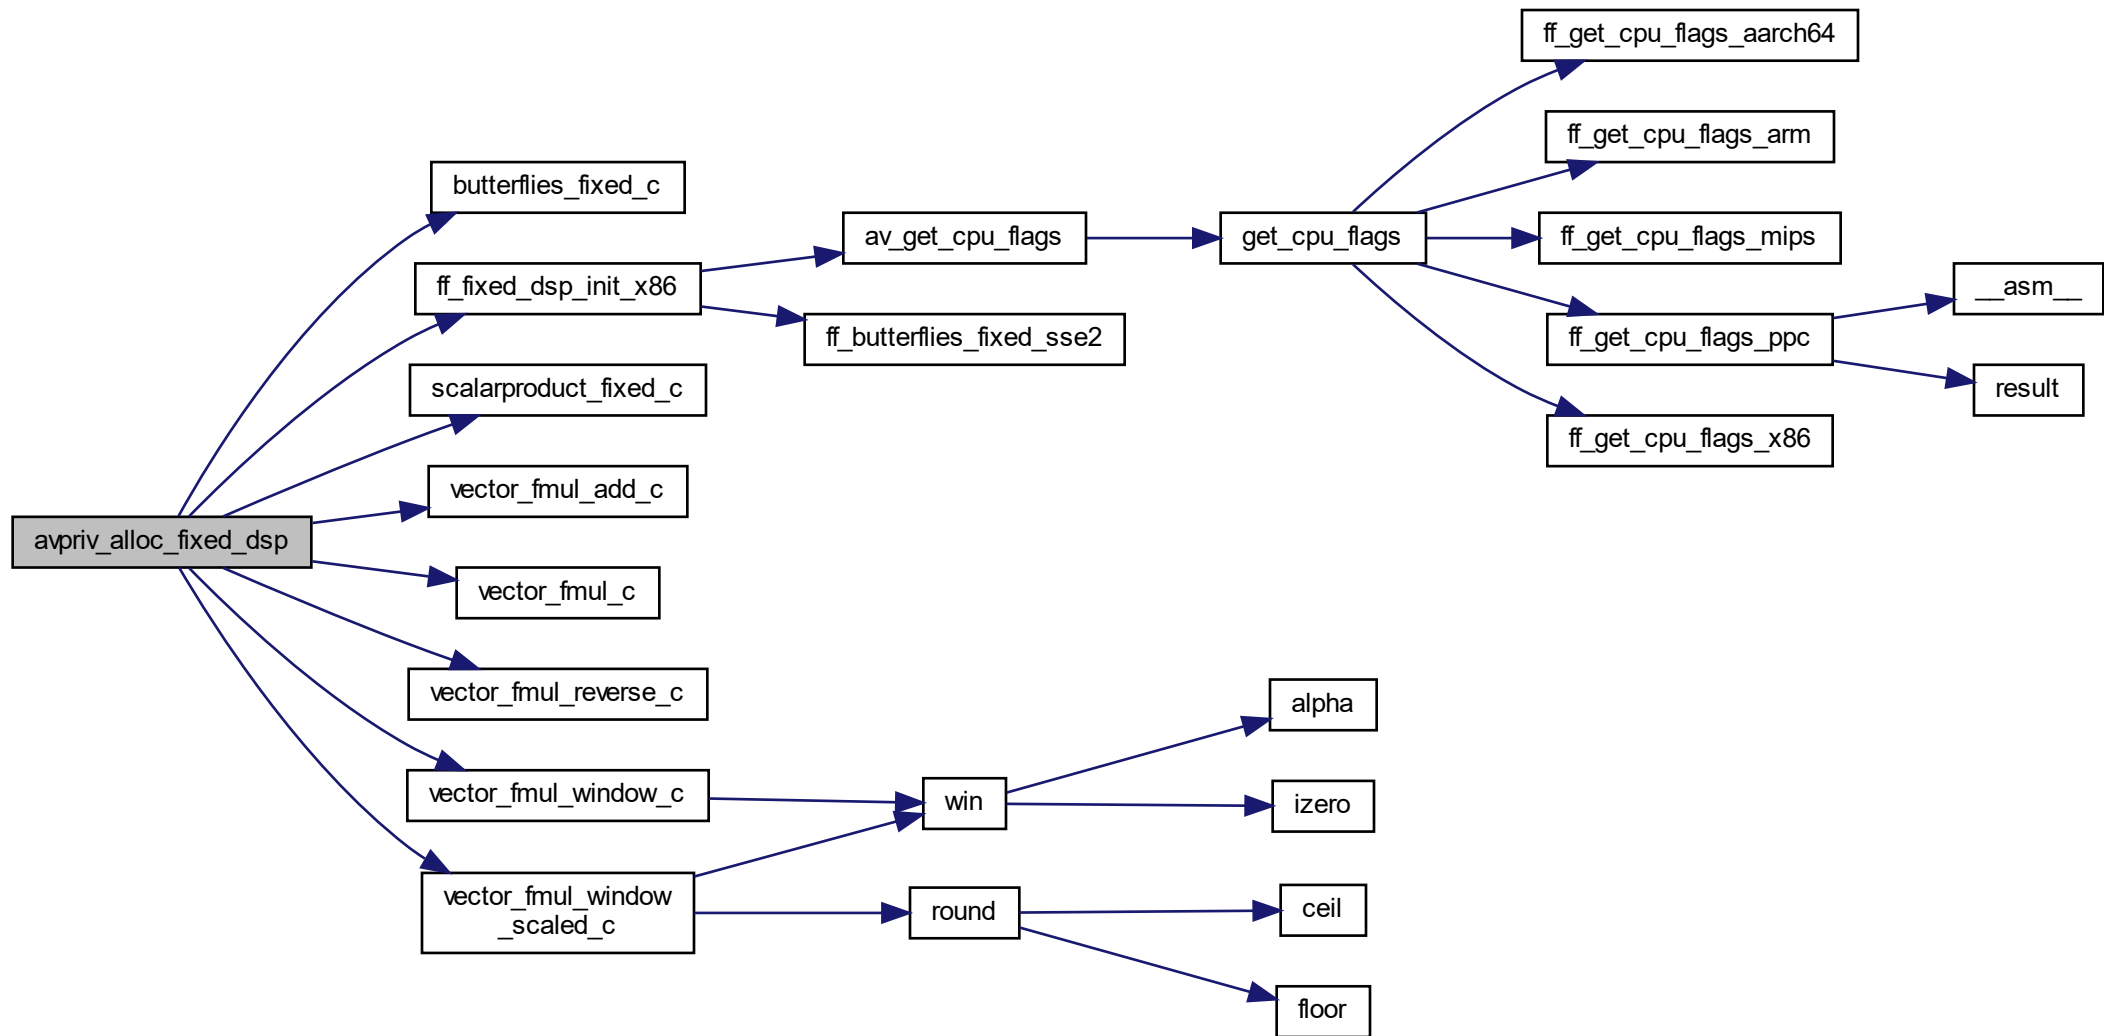 ff_get_cpu_flags_aarch64
ff_get_cpu_flags_arm
butterflies_fixed_c
av_get_cpu_flags
get_cpu_flags
ff_get_cpu_flags_mips
ff_fixed_dsp_init_x86
__asm__
ff_butterflies_fixed_sse2
ff_get_cpu_flags_ppc
scalarproduct_fixed_c
result
ff_get_cpu_flags_x86
vector_fmul_add_c
avpriv_alloc_fixed_dsp
vector_fmul_c
vector_fmul_reverse_c
alpha
vector_fmul_window_c
win
izero
vector_fmul_window
_scaled_c
round
ceil
floor